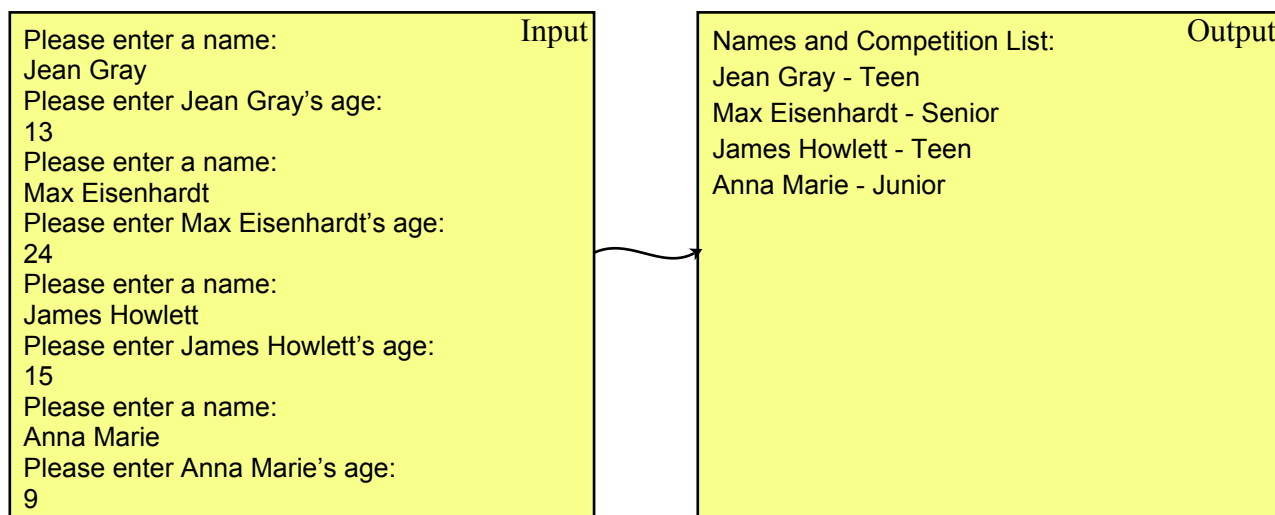 Input
Please enter a name:
Jean Gray
Please enter Jean Gray’s age:
13
Please enter a name:
Max Eisenhardt
Please enter Max Eisenhardt’s age:
24
Please enter a name:
James Howlett
Please enter James Howlett’s age:
15
Please enter a name:
Anna Marie
Please enter Anna Marie’s age:
9
Output
Names and Competition List:
Jean Gray - Teen
Max Eisenhardt - Senior
James Howlett - Teen
Anna Marie - Junior